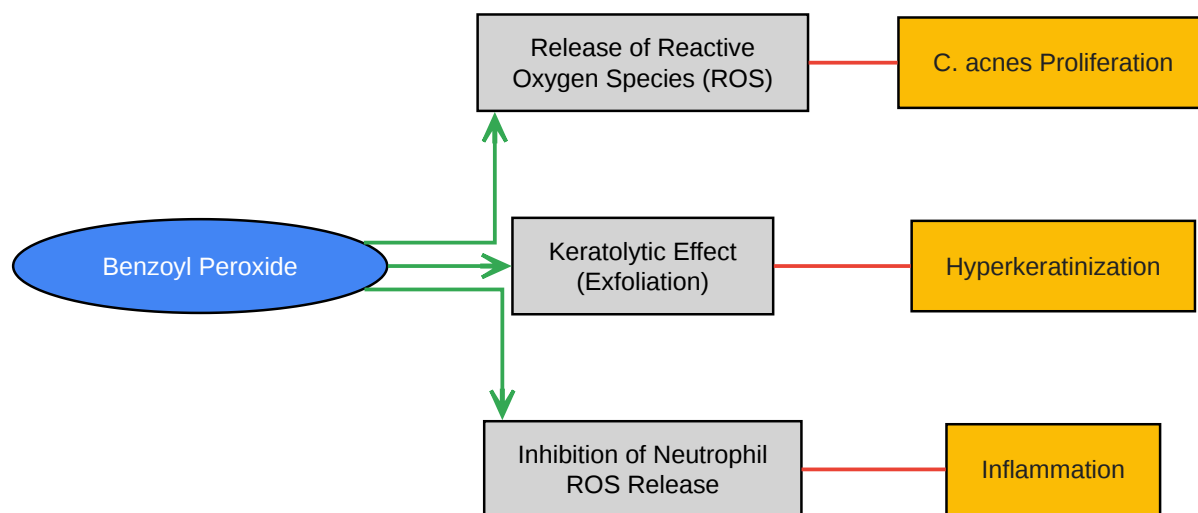 Release of Reactive
Oxygen Species (ROS)
C. acnes Proliferation
Benzoyl Peroxide
Keratolytic Effect
(Exfoliation)
Hyperkeratinization
Inhibition of Neutrophil
ROS Release
Inflammation